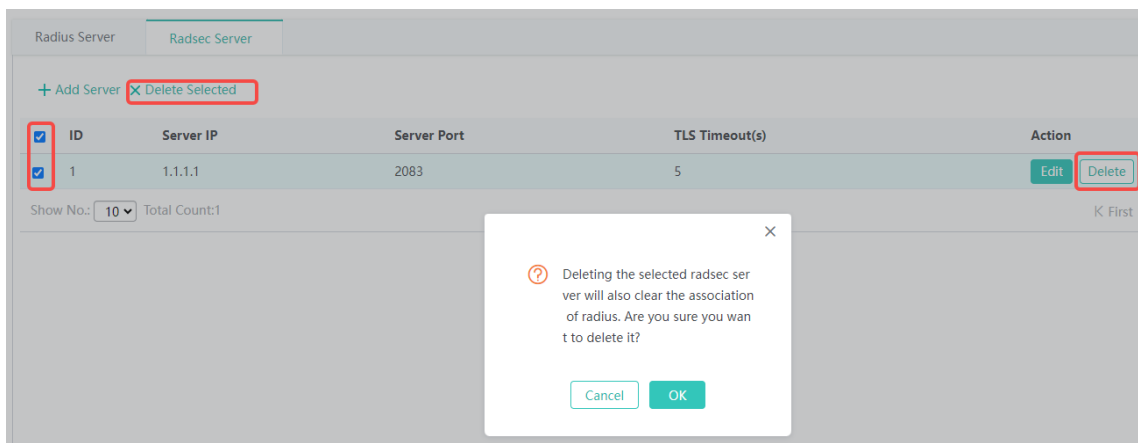 Radius Server Radsec Server
+ Add Server × Delete Selected
ID Server IP Server Port TLS Timeout(s) Action
1 1.1.1.1 2083 5 Edit Delete
Show No.: 10 Total Count:1 First
Deleting the selected radsec ser
ver will also clear the association
of radius. Are you sure you wan
t to delete it?
Cancel OK